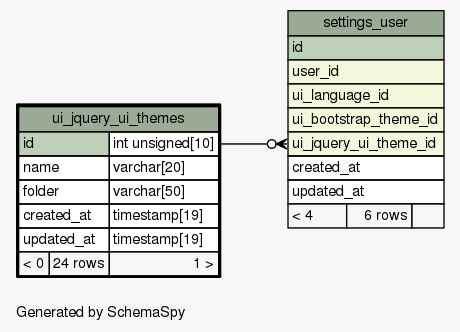 settings_user
id
user_id
ui_language_id
ui_bootstrap_theme_id
ui_jquery_ui_theme_id
created_at
updated_at
< 4 6 rows
ui_jquery_ui_themes
id int unsigned[10]
name varchar[20]
folder varchar[50]
created_at timestamp[19]
updated_at timestamp[19]
< 0 24 rows 1 >
Generated by SchemaSpy